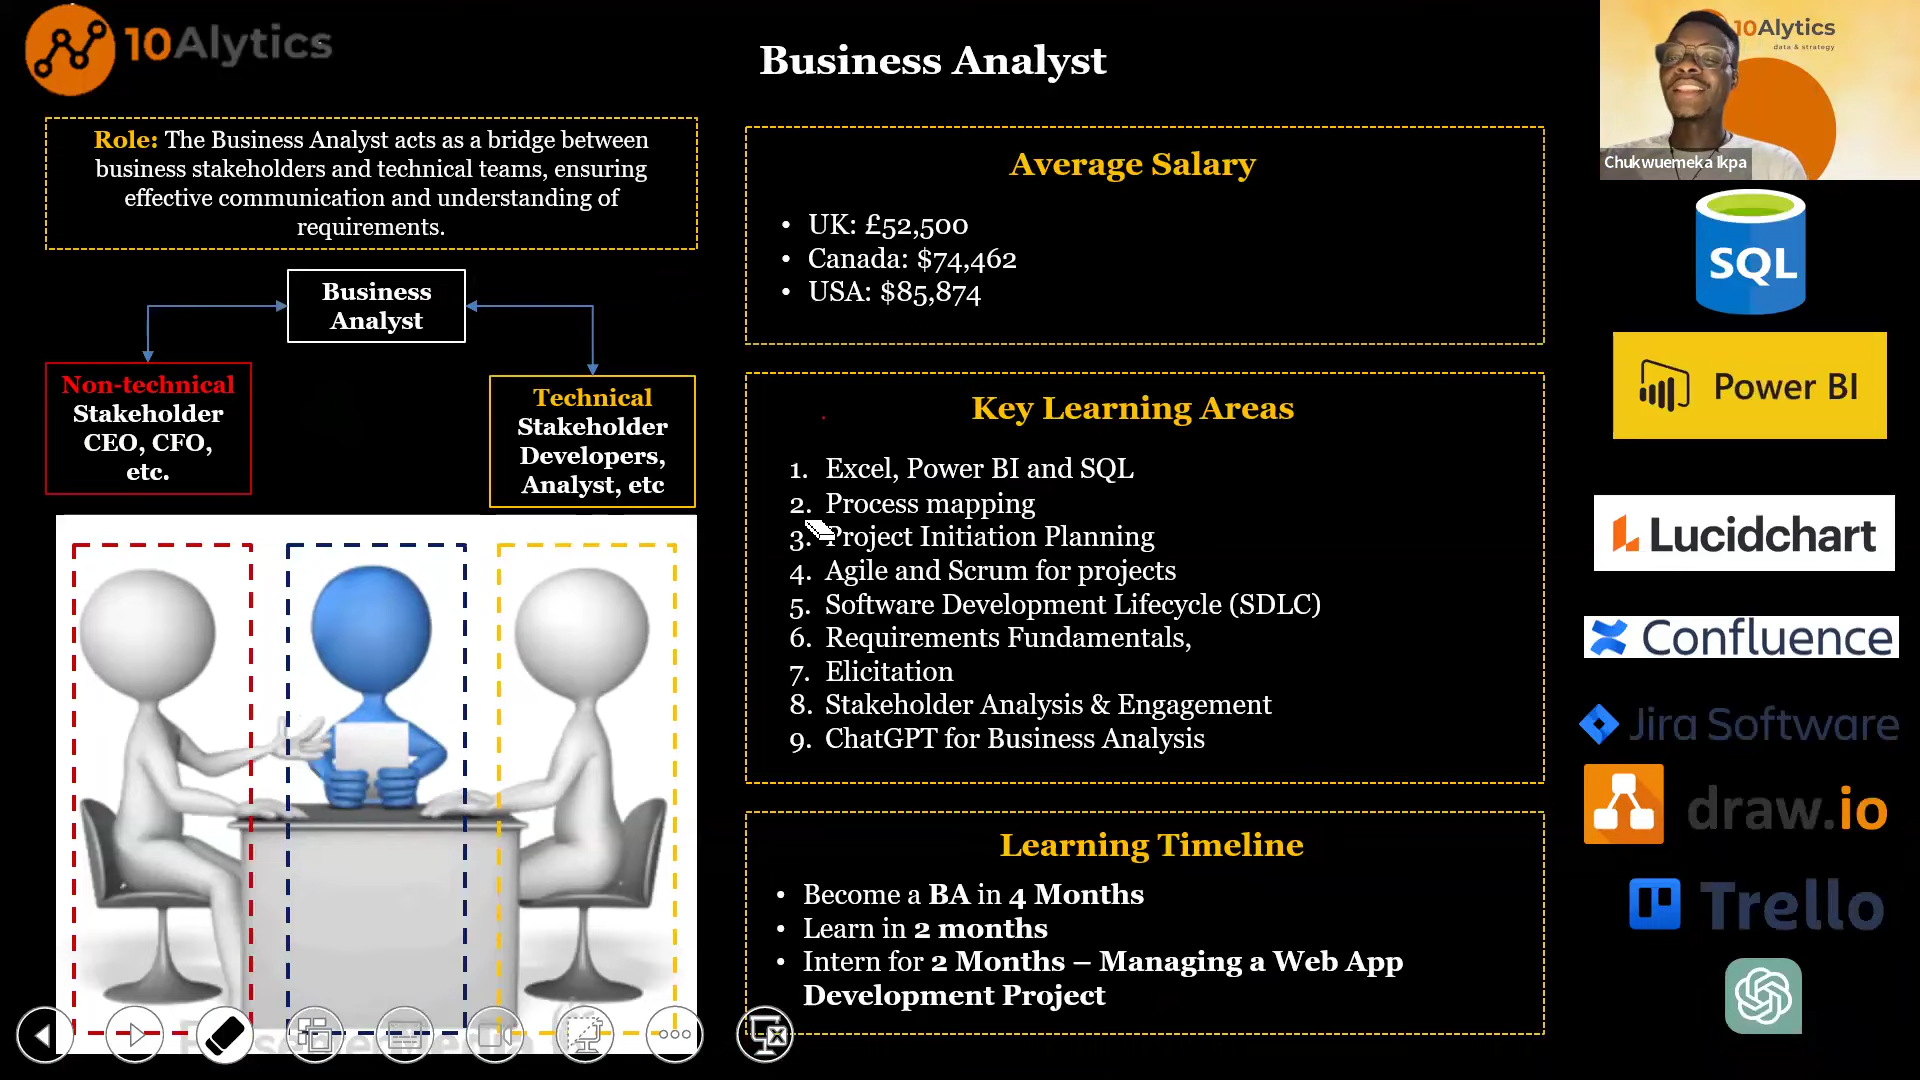 10Alytics
Business Analyst
Role: The Business Analyst acts as a bridge between
business stakeholders and technical teams, ensuring
effective communication and understanding of
requirements.
Business
Analyst
Non-technical
Stakeholder
CEO, CFO,
etc.
Technical
Stakeholder
Developers,
Analyst, etc
Average Salary
• UK: £52,500
• Canada: $74,462
• USA: $85,874
Key Learning Areas
1. Excel, Power BI and SQL
2. Process mapping
3. Project Initiation Planning
4. Agile and Scrum for projects
5. Software Development Lifecycle (SDLC)
6. Requirements Fundamentals,
7. Elicitation
8. Stakeholder Analysis & Engagement
9. ChatGPT for Business Analysis
Learning Timeline
• Become a BA in 4 Months
• Learn in 2 months
• Intern for 2 Months – Managing a Web App
Development Project
10Alytics
data & strategy
Chukwuemeka Ikpa
SQL
Power BI
Lucidchart
Confluence
Jira Software
draw.io
Trello